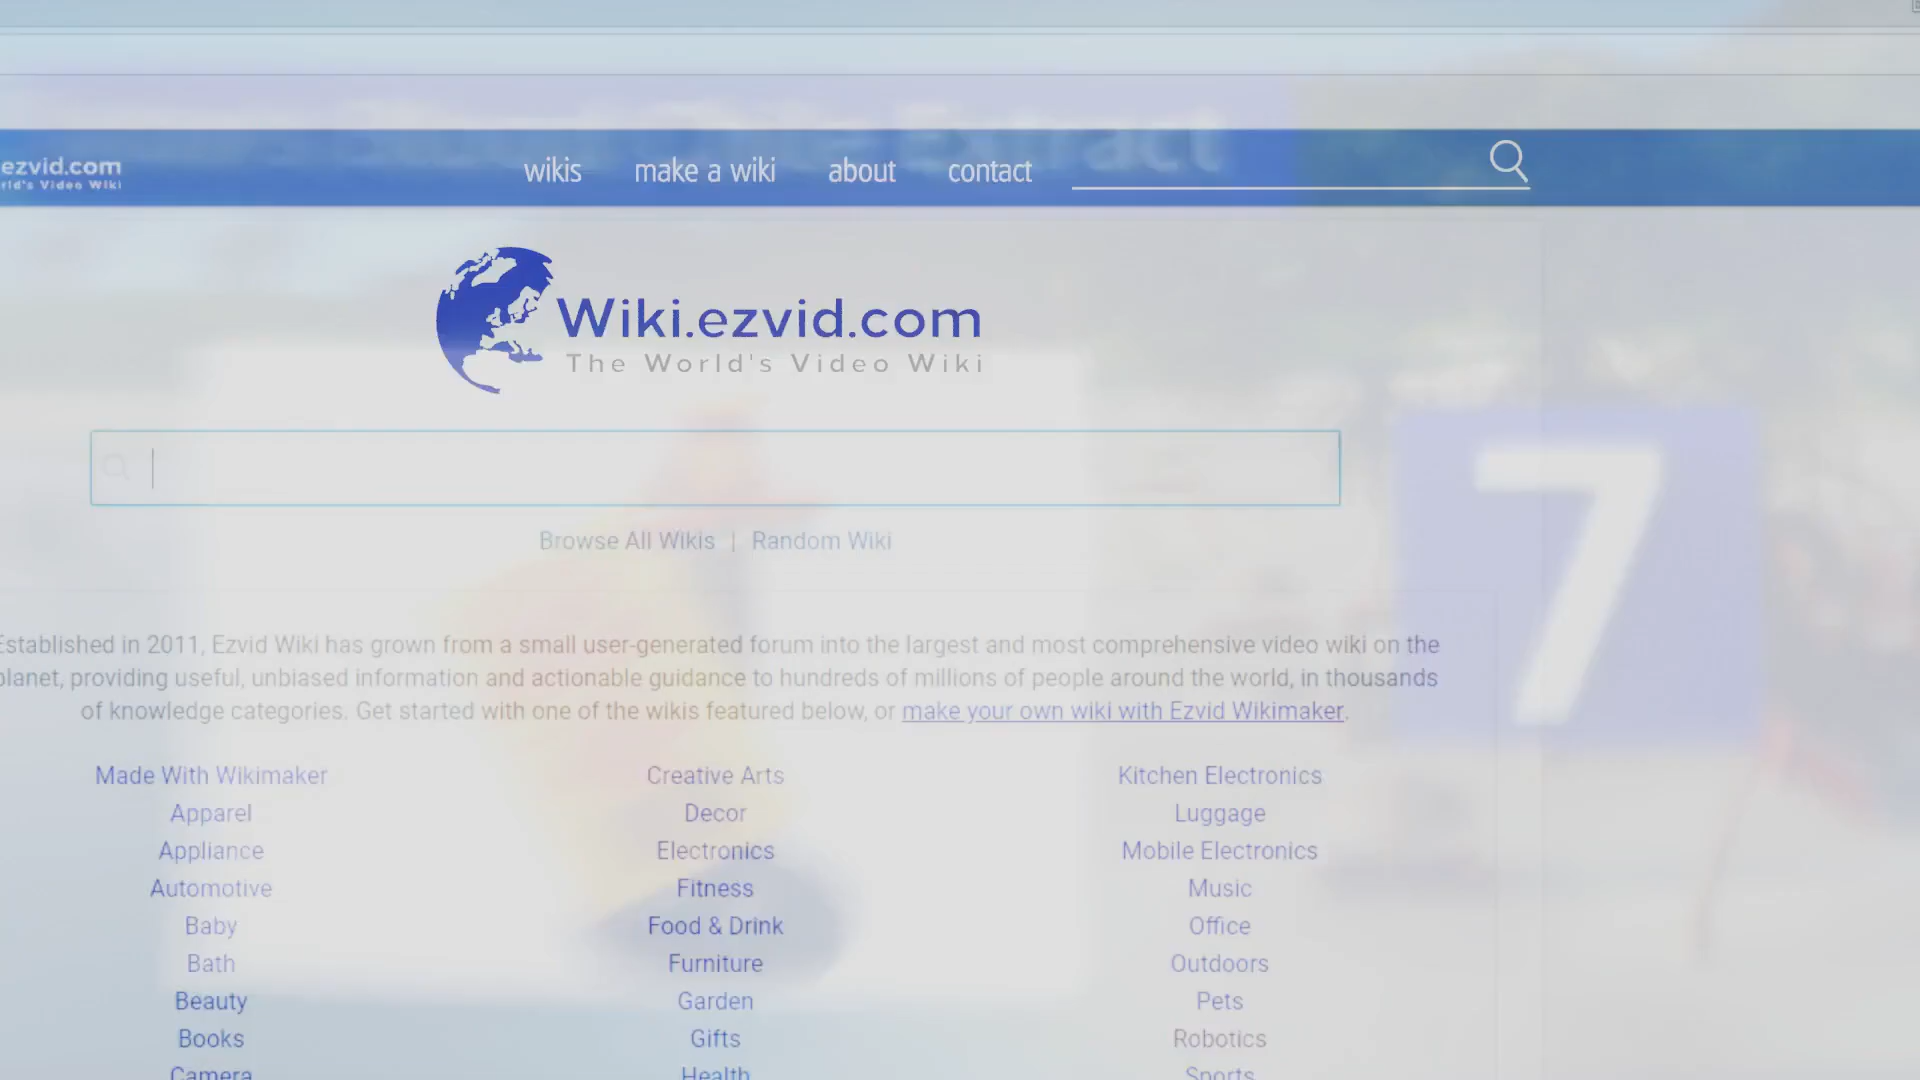 Extract
ezvid.com
wikis make a wiki about contact
rld's Video Wiki
Wiki.ezvid.com
The World's Video Wiki
Browse All Wikis | Random Wiki
7
Established in 2011, Ezvid Wiki has grown from a small user-generated forum into the largest and most comprehensive video wiki on the
planet, providing useful, unbiased information and actionable guidance to hundreds of millions of people around the world, in thousands
of knowledge categories. Get started with one of the wikis featured below, or make your own wiki with Ezvid Wikimaker.
Made With Wikimaker Creative Arts Kitchen Electronics
Apparel Decor Luggage
Appliance Electronics Mobile Electronics
Automotive Fitness Music
Baby Food & Drink Office
Bath Furniture Outdoors
Beauty Garden Pets
Books Gifts Robotics
Camera Health Sports